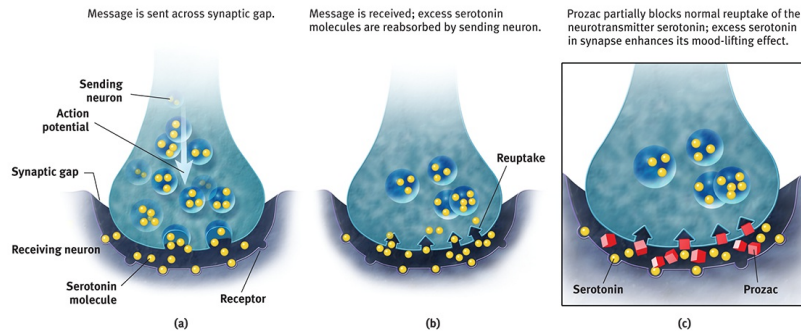 Message is sent across synaptic gap.
Message is received; excess serotonin
molecules are reabsorbed by sending neuron.
Prozac partially blocks normal reuptake of the
neurotransmitter serotonin; excess serotonin
in synapse enhances its mood-lifting effect.
Sending
neuron
Action
potential
Synaptic gap
Receiving neuron
Serotonin
molecule
Receptor
Reuptake
Serotonin
Prozac
(a)
(b)
(c)